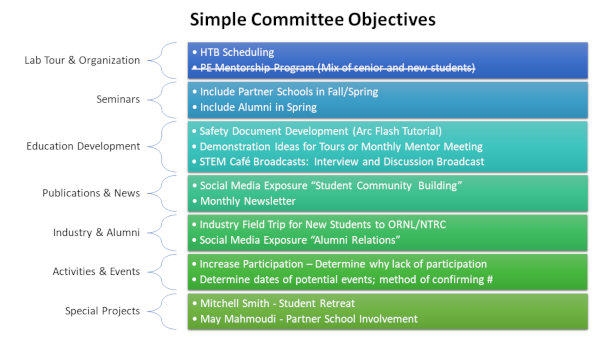 Simple Committee Objectives
Lab Tour & Organization
• HTB Scheduling
• PE Mentorship Program (Mix of senior and new students)
Seminars
• Include Partner Schools in Fall/Spring
• Include Alumni in Spring
Education Development
• Safety Document Development (Arc Flash Tutorial)
• Demonstration Ideas for Tours or Monthly Mentor Meeting
• STEM Café Broadcasts: Interview and Discussion Broadcast
Publications & News
• Social Media Exposure “Student Community Building”
• Monthly Newsletter
Industry & Alumni
• Industry Field Trip for New Students to ORNL/NTRC
• Social Media Exposure “Alumni Relations”
Activities & Events
• Increase Participation – Determine why lack of participation
• Determine dates of potential events; method of confirming #
Special Projects
• Mitchell Smith - Student Retreat
• May Mahmoudi - Partner School Involvement